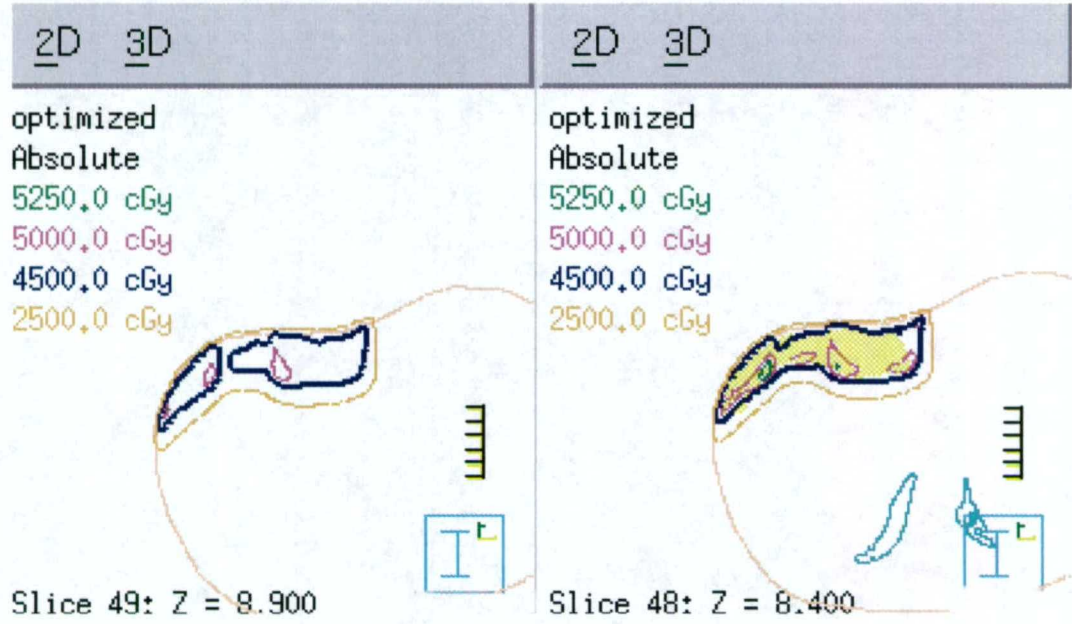 2D 3D
optimized
Absolute
5250.0 cGy
5000.0 cGy
4500.0 cGy
2500.0 cGy
Slice 49: Z = 8.900
2D 3D
optimized
Absolute
5250.0 cGy
5000.0 cGy
4500.0 cGy
2500.0 cGy
Slice 48: Z = 8.400